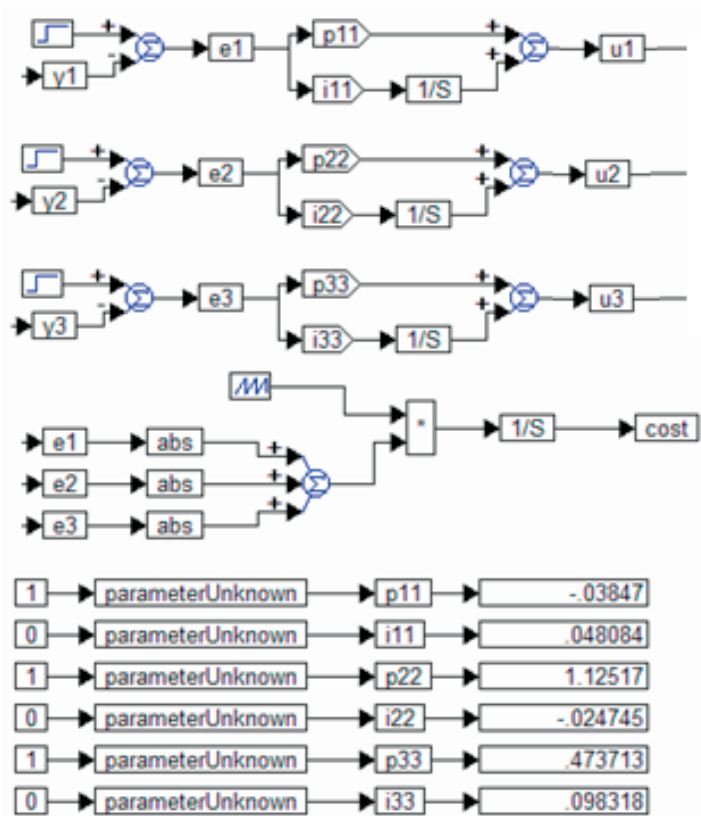 + p11 +
- Σ e1 + Σ u1
y1 i11 1/S
+ p22 +
- Σ e2 + Σ u2
y2 i22 1/S
+ p33 +
- Σ e3 + Σ u3
y3 i33 1/S
* 1/S cost
e1 abs +
e2 abs + Σ
e3 abs +
1 parameterUnknown p11 -.03847
0 parameterUnknown i11 .048084
1 parameterUnknown p22 1.12517
0 parameterUnknown i22 -.024745
1 parameterUnknown p33 .473713
0 parameterUnknown i33 .098318